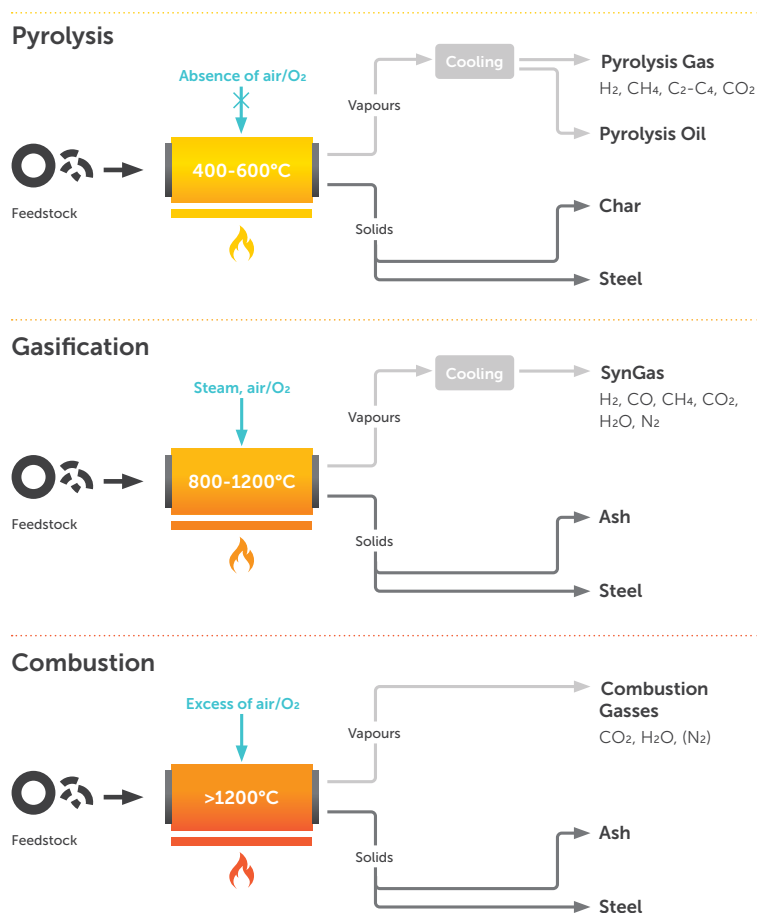 Pyrolysis
Absence of air/O₂
Cooling
Pyrolysis Gas
H₂, CH₄, C₂-C₄, CO₂
Vapours
Pyrolysis Oil
400-600°C
Feedstock
Char
Solids
Steel
Gasification
Steam, air/O₂
Cooling
SynGas
H₂, CO, CH₄, CO₂,
H₂O, N₂
Vapours
800-1200°C
Feedstock
Ash
Solids
Steel
Combustion
Excess of air/O₂
Combustion
Gasses
CO₂, H₂O, (N₂)
Vapours
>1200°C
Feedstock
Ash
Solids
Steel